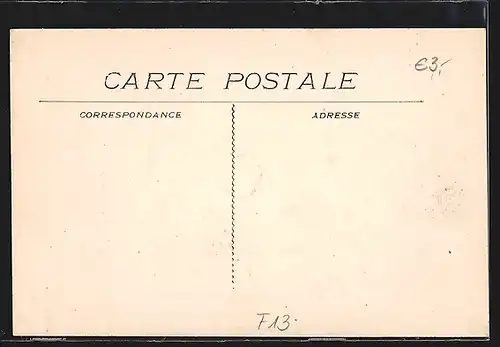 €3,-
CARTE POSTALE
CORRESPONDANCE
ADRESSE
F13-